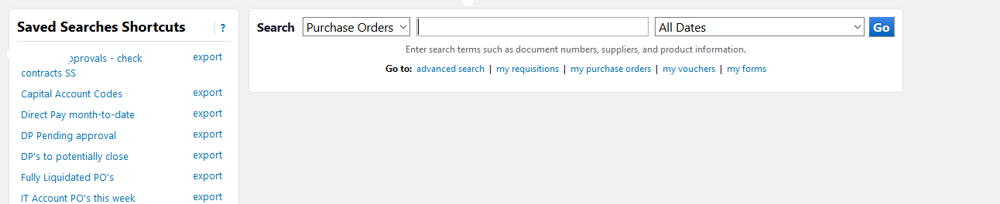 Saved Searches Shortcuts ?
- check export
contracts SS
Capital Account Codes export
Direct Pay month-to-date export
DP Pending approval export
DP's to potentially close export
Fully Liquidated PO's export
IT Account PO's this week export
Search Purchase Orders All Dates Go
Enter search terms such as document numbers, suppliers, and product information.
Go to: advanced search | my requisitions | my purchase orders | my vouchers | my forms